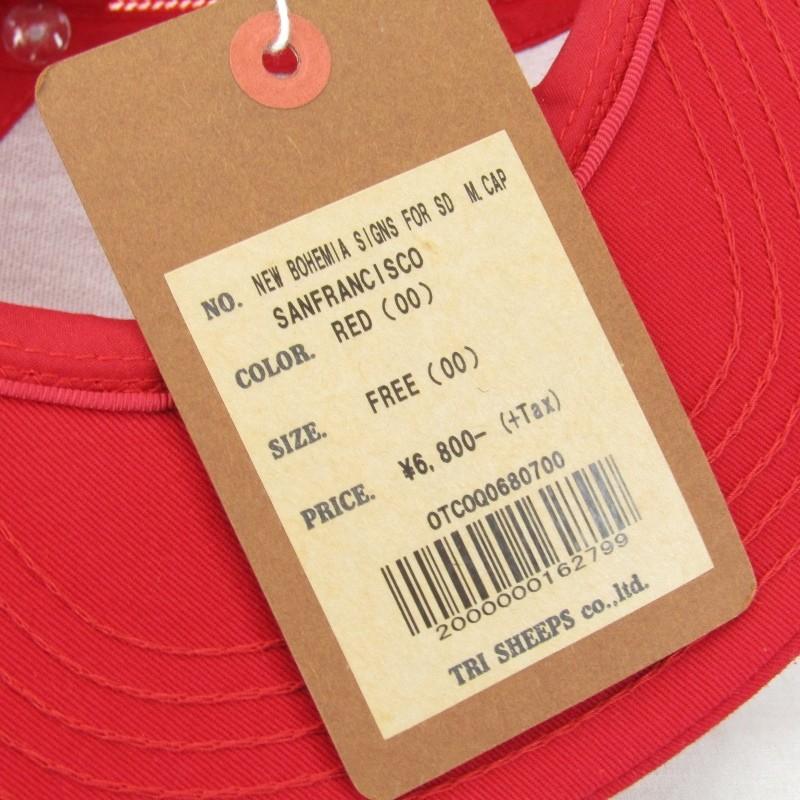 NO. NEW BOHEMIA SIGNS FOR SD M.CAP
SANFRANCISCO
COLOR. RED (00)
SIZE. FREE (00)
PRICE. ¥6,800- (+Tax)
OTCOQ0680700
2000000162799
TRI SHEEPS co.,ltd.